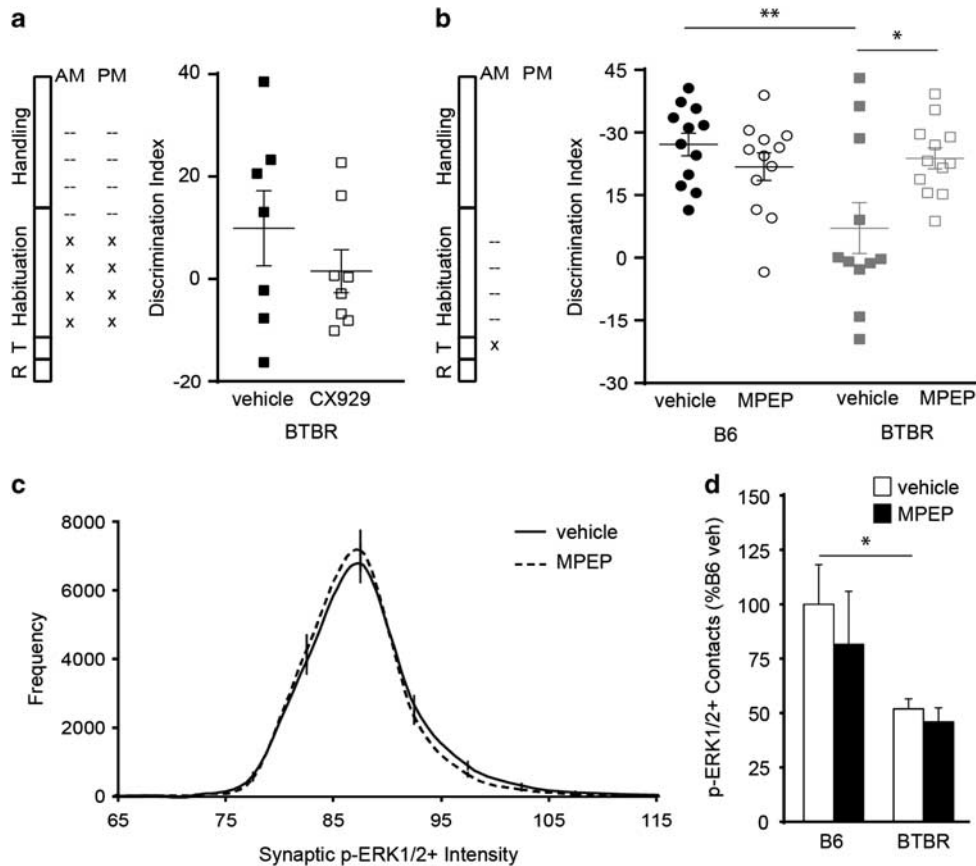 a
AM PM
Handling
-- --
-- --
-- --
-- --
Habituation
x x
x x
x x
x x
T
R
Discrimination Index
40
20
0
-20
vehicle CX929
BTBR
b
AM PM
Handling
Habituation
--
--
--
--
T
x
R
Discrimination Index
** *
45
-30
15
0
-15
-30
vehicle MPEP vehicle MPEP
B6 BTBR
c
Frequency
8000
6000
4000
2000
0
65 75 85 95 105 115
Synaptic p-ERK1/2+ Intensity
vehicle
MPEP
d
vehicle
MPEP
p-ERK1/2+ Contacts (%B6 veh)
150
125
100
75
50
25
0
*
B6 BTBR